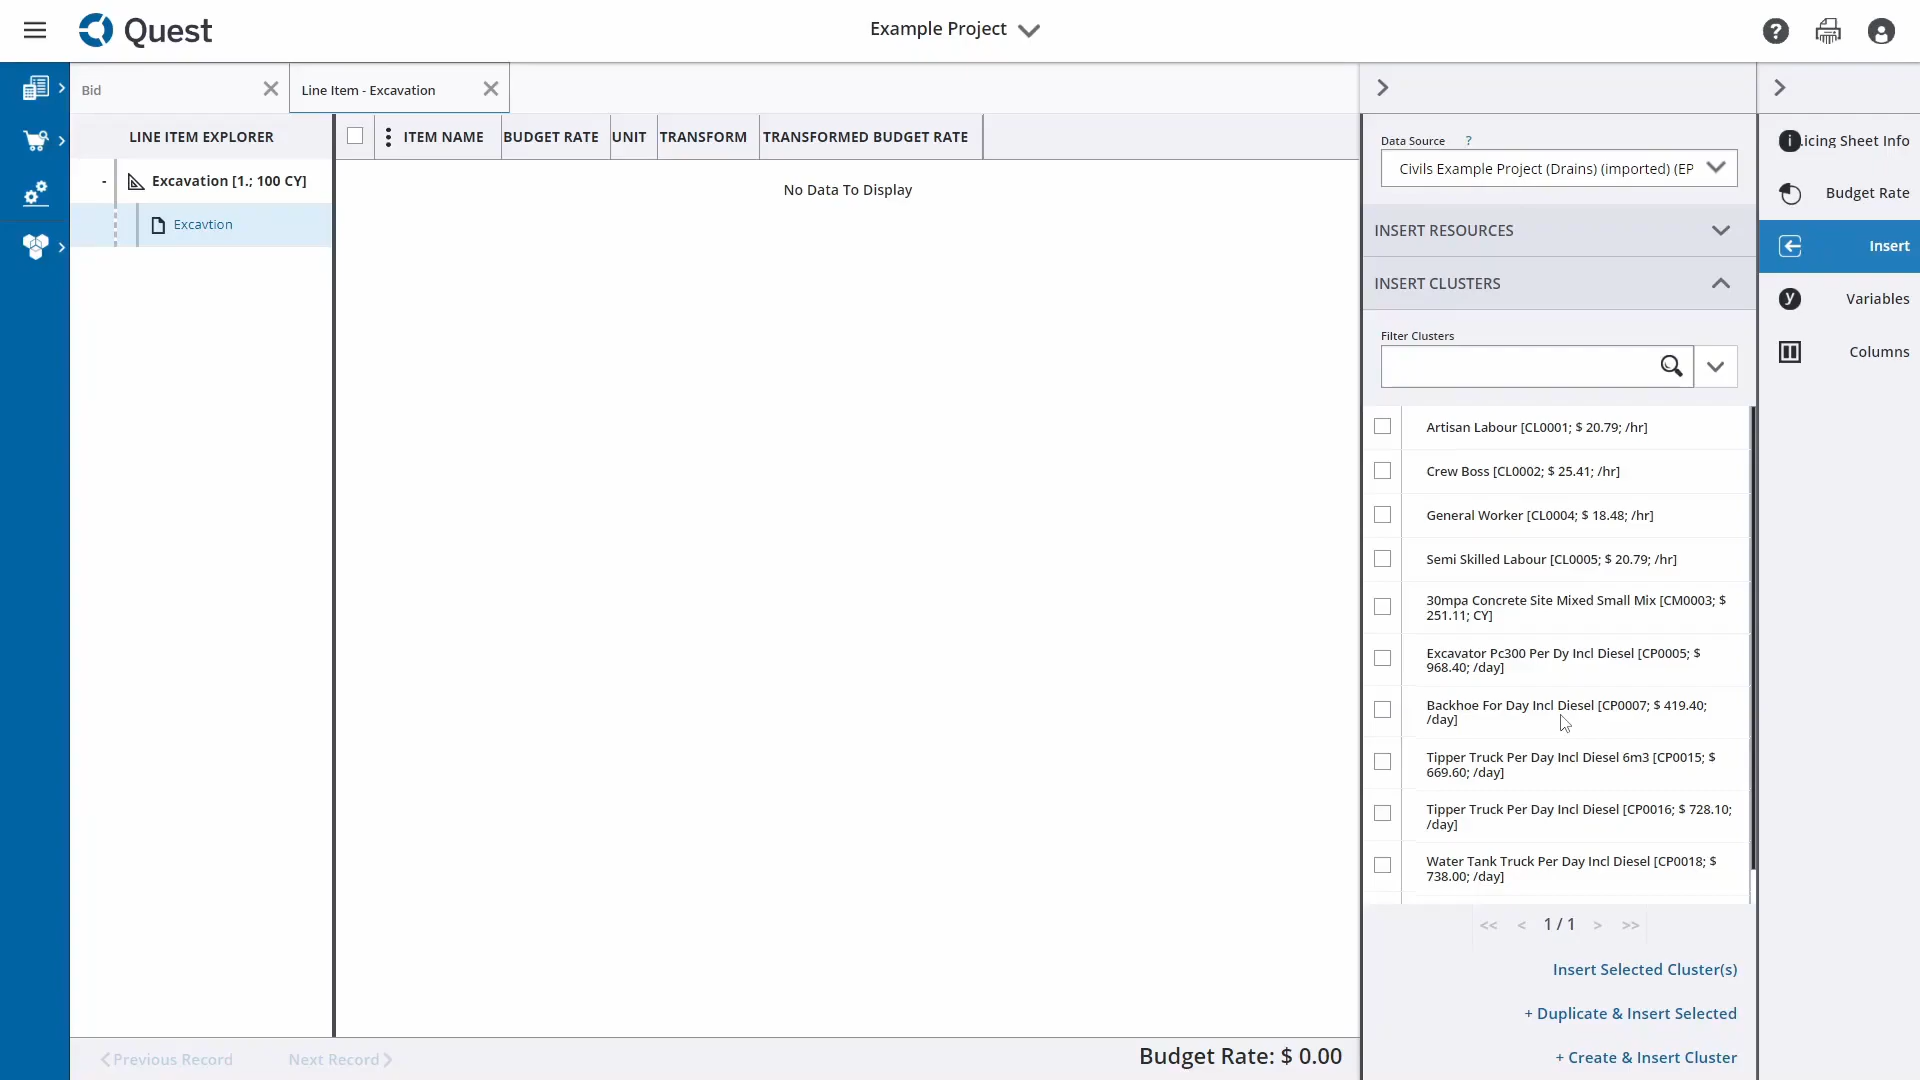 Quest
Example Project
?
Bid
Line Item - Excavation
LINE ITEM EXPLORER
- Excavation [1.; 100 CY]
Excavtion
ITEM NAME
BUDGET RATE
UNIT
TRANSFORM
TRANSFORMED BUDGET RATE
No Data To Display
Previous Record
Next Record
Budget Rate: $ 0.00
Data Source ?
Civils Example Project (Drains) (imported) (EP
INSERT RESOURCES
INSERT CLUSTERS
Filter Clusters
Artisan Labour [CL0001; $ 20.79; /hr]
Crew Boss [CL0002; $ 25.41; /hr]
General Worker [CL0004; $ 18.48; /hr]
Semi Skilled Labour [CL0005; $ 20.79; /hr]
30mpa Concrete Site Mixed Small Mix [CM0003; $
251.11; CY]
Excavator Pc300 Per Dy Incl Diesel [CP0005; $
968.40; /day]
Backhoe For Day Incl Diesel [CP0007; $ 419.40;
/day]
Tipper Truck Per Day Incl Diesel 6m3 [CP0015; $
669.60; /day]
Tipper Truck Per Day Incl Diesel [CP0016; $ 728.10;
/day]
Water Tank Truck Per Day Incl Diesel [CP0018; $
738.00; /day]
<< < 1 / 1 > >>
Insert Selected Cluster(s)
+ Duplicate & Insert Selected
+ Create & Insert Cluster
icing Sheet Info
Budget Rate
Insert
y Variables
Columns